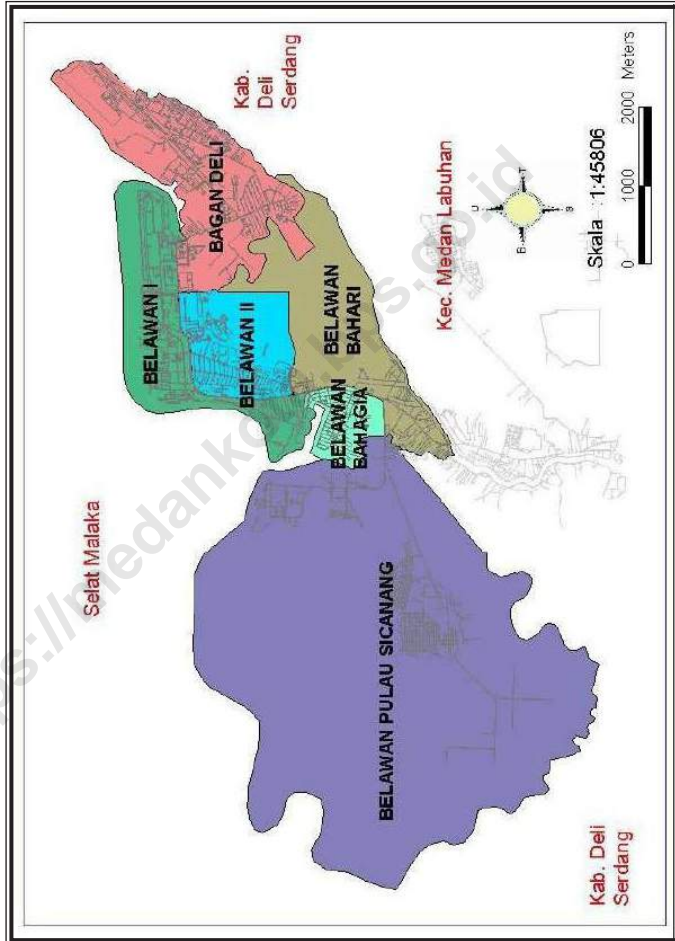 Selat Malaka
Kab.
Deli
Serdang
BAGAN DELI
BELAWAN I
BELAWAN II
BELAWAN
BAHARI
BELAWAN
BAHAGIA
BELAWAN PULAU SICANANG
Kec. Medan Labuhan
Kab. Deli
Serdang
U
B
T
S
Skala 1:45806
0 1000 2000 Meters